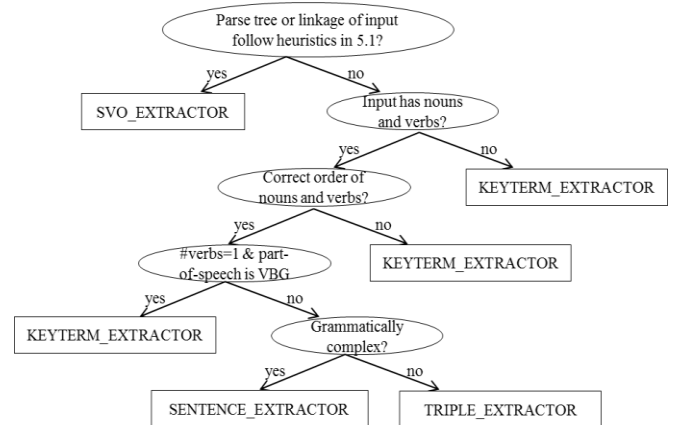 Parse tree or linkage of input
follow heuristics in 5.1?
yes
no
SVO_EXTRACTOR
Input has nouns
and verbs?
yes
no
Correct order of
nouns and verbs?
KEYTERM_EXTRACTOR
yes
no
#verbs=1 & part-
of-speech is VBG
KEYTERM_EXTRACTOR
yes
no
KEYTERM_EXTRACTOR
Grammatically
complex?
yes
no
SENTENCE_EXTRACTOR
TRIPLE_EXTRACTOR